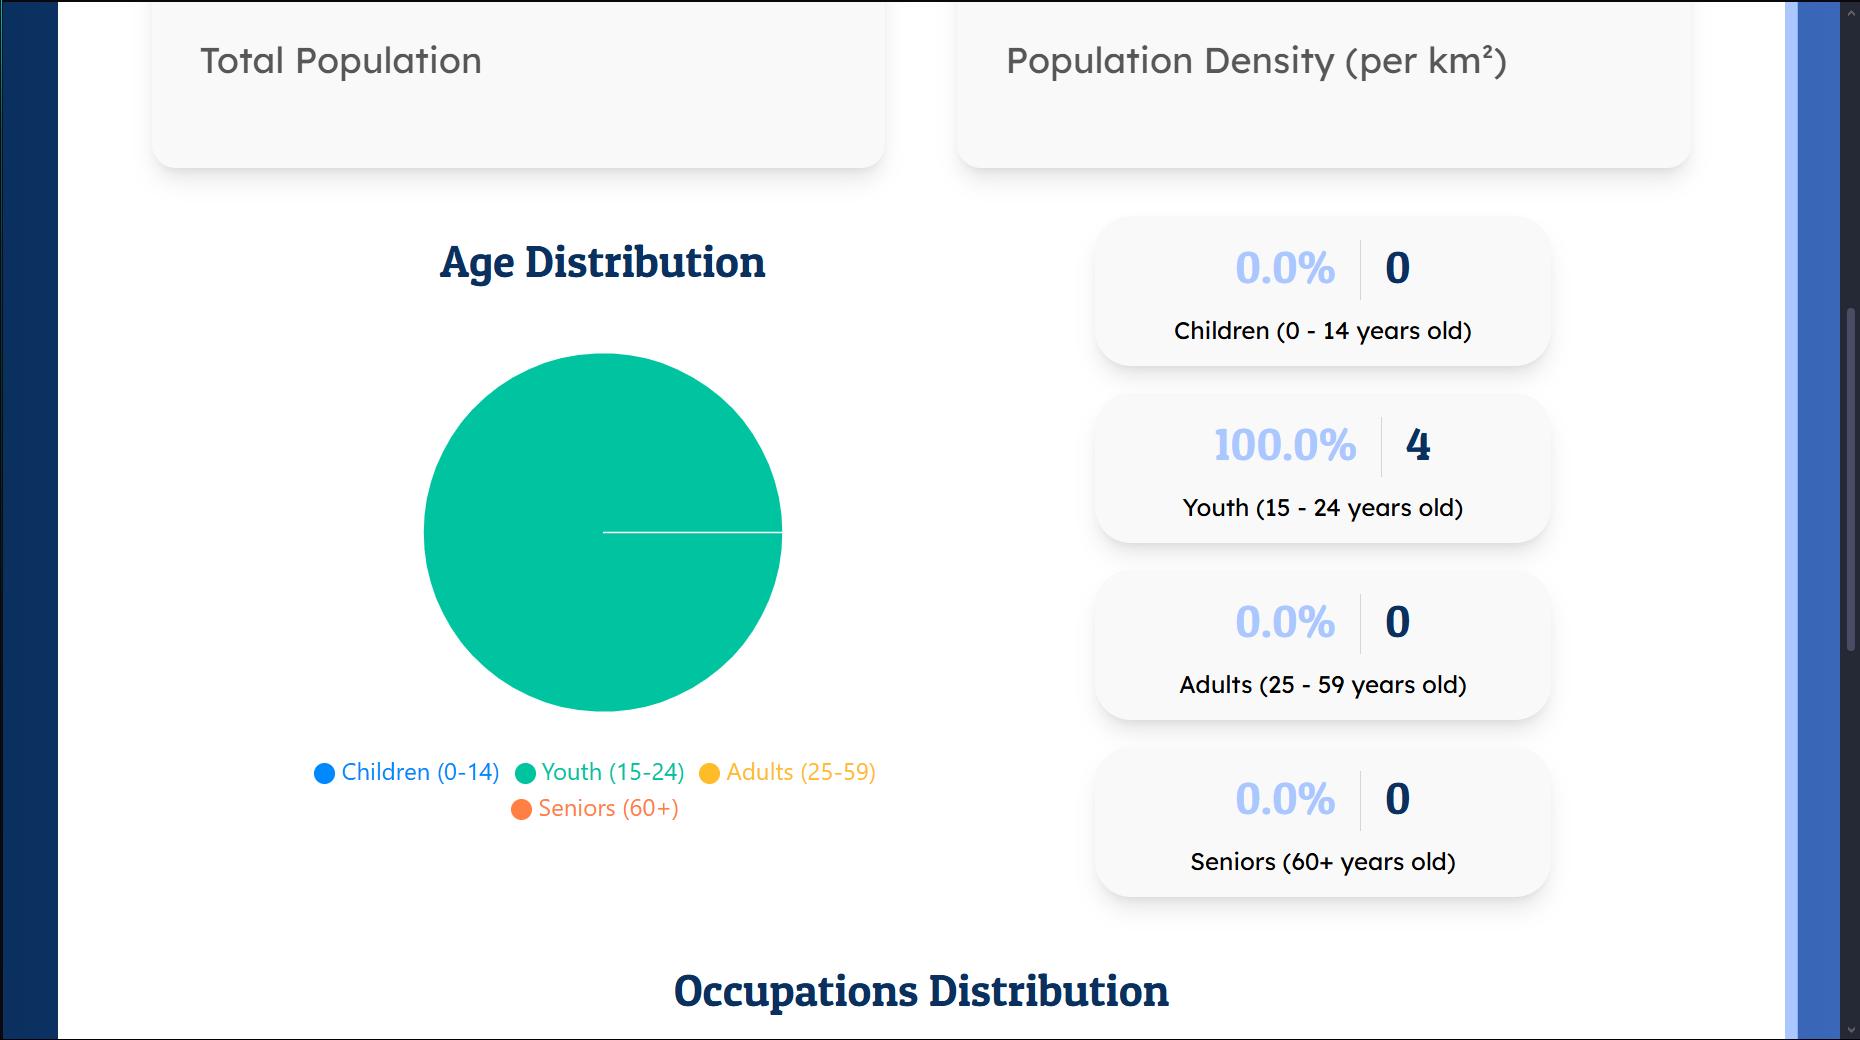 Total Population
Population Density (per km²)
Age Distribution
Children (0-14) Youth (15-24) Adults (25-59)
Seniors (60+)
0.0% 0
Children (0 - 14 years old)
100.0% 4
Youth (15 - 24 years old)
0.0% 0
Adults (25 - 59 years old)
0.0% 0
Seniors (60+ years old)
Occupations Distribution